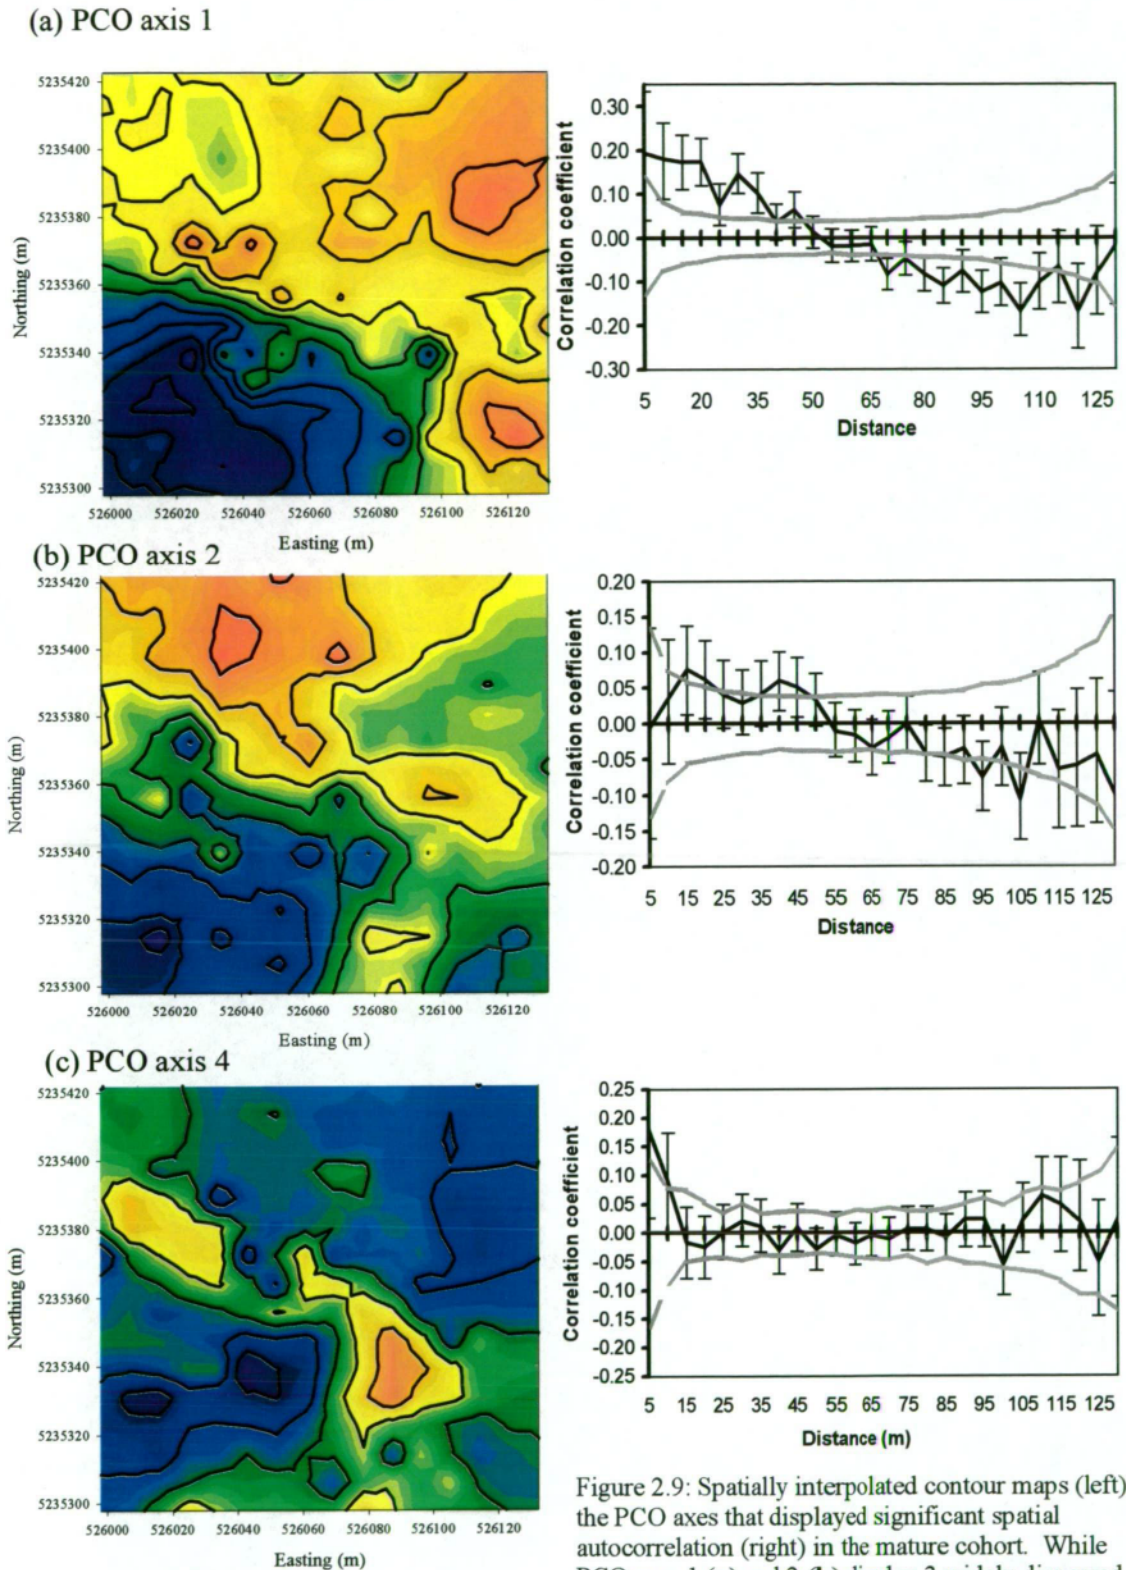 (a) PCO axis 1
5235420
5235400
5235380
5235360
5235340
5235320
5235300
Northing (m)
526000 526020 526040 526060 526080 526100 526120
Easting (m)
0.30
0.20
0.10
0.00
-0.10
-0.20
-0.30
Correlation coefficient
5 20 35 50 65 80 95 110 125
Distance
(b) PCO axis 2
5235420
5235400
5235380
5235360
5235340
5235320
5235300
Northing (m)
526000 526020 526040 526060 526080 526100 526120
Easting (m)
0.20
0.15
0.10
0.05
0.00
-0.05
-0.10
-0.15
-0.20
Correlation coefficient
5 15 25 35 45 55 65 75 85 95 105 115 125
Distance
(c) PCO axis 4
5235420
5235400
5235380
5235360
5235340
5235320
5235300
Northing (m)
526000 526020 526040 526060 526080 526100 526120
Easting (m)
0.25
0.20
0.15
0.10
0.05
0.00
-0.05
-0.10
-0.15
-0.20
-0.25
Correlation coefficient
5 15 25 35 45 55 65 75 85 95 105 115 125
Distance (m)
Figure 2.9: Spatially interpolated contour maps (left)
the PCO axes that displayed significant spatial
autocorrelation (right) in the mature cohort. While